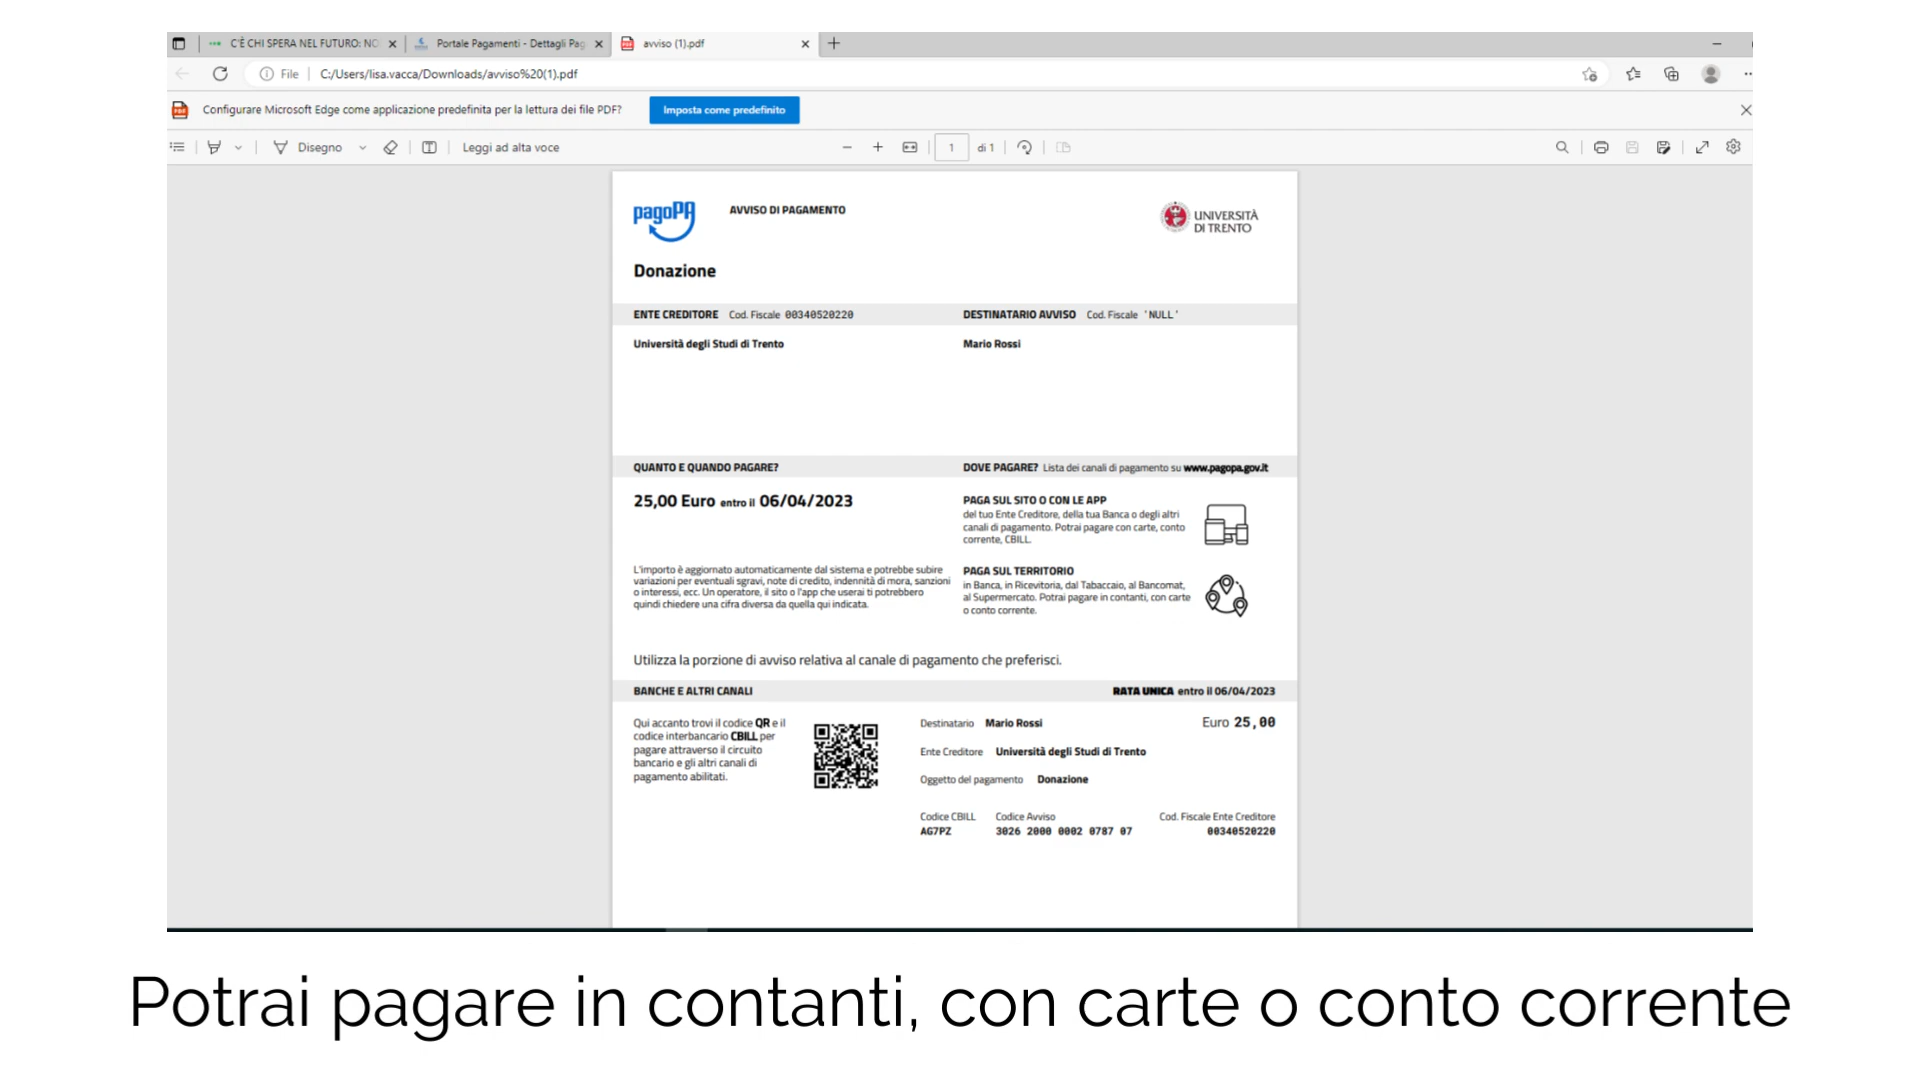 C'È CHI SPERA NEL FUTURO: NO
Portale Pagamenti - Dettagli Pag
avviso (1).pdf
File
C:/Users/lisa.vacca/Downloads/avviso%20(1).pdf
Configurare Microsoft Edge come applicazione predefinita per la lettura dei file PDF?
Imposta come predefinito
Disegno
Leggi ad alta voce
1 di 1
pagoPA
AVVISO DI PAGAMENTO
UNIVERSITÀ
DI TRENTO
Donazione
ENTE CREDITORE Cod. Fiscale 00340520220
DESTINATARIO AVVISO Cod. Fiscale 'NULL'
Università degli Studi di Trento
Mario Rossi
QUANTO E QUANDO PAGARE?
DOVE PAGARE? Lista dei canali di pagamento su www.pagopa.gov.it
25,00 Euro entro il 06/04/2023
PAGA SUL SITO O CON LE APP
del tuo Ente Creditore, della tua Banca o degli altri
canali di pagamento. Potrai pagare con carte, conto
corrente, CBILL.
L'importo è aggiornato automaticamente dal sistema e potrebbe subire
variazioni per eventuali sgravi, note di credito, indennità di mora, sanzioni
o interessi, ecc. Un operatore, il sito o l'app che userai ti potrebbero
quindi chiedere una cifra diversa da quella qui indicata.
PAGA SUL TERRITORIO
in Banca, in Ricevitoria, dal Tabaccaio, al Bancomat,
al Supermercato. Potrai pagare in contanti, con carte
o conto corrente.
Utilizza la porzione di avviso relativa al canale di pagamento che preferisci.
BANCHE E ALTRI CANALI
RATA UNICA entro il 06/04/2023
Qui accanto trovi il codice QR e il
codice interbancario CBILL per
pagare attraverso il circuito
bancario e gli altri canali di
pagamento abilitati.
Destinatario Mario Rossi
Euro 25,00
Ente Creditore Università degli Studi di Trento
Oggetto del pagamento Donazione
Codice CBILL Codice Avviso Cod. Fiscale Ente Creditore
AG7PZ 3026 2000 0002 0787 07 00340520220
Potrai pagare in contanti, con carte o conto corrente